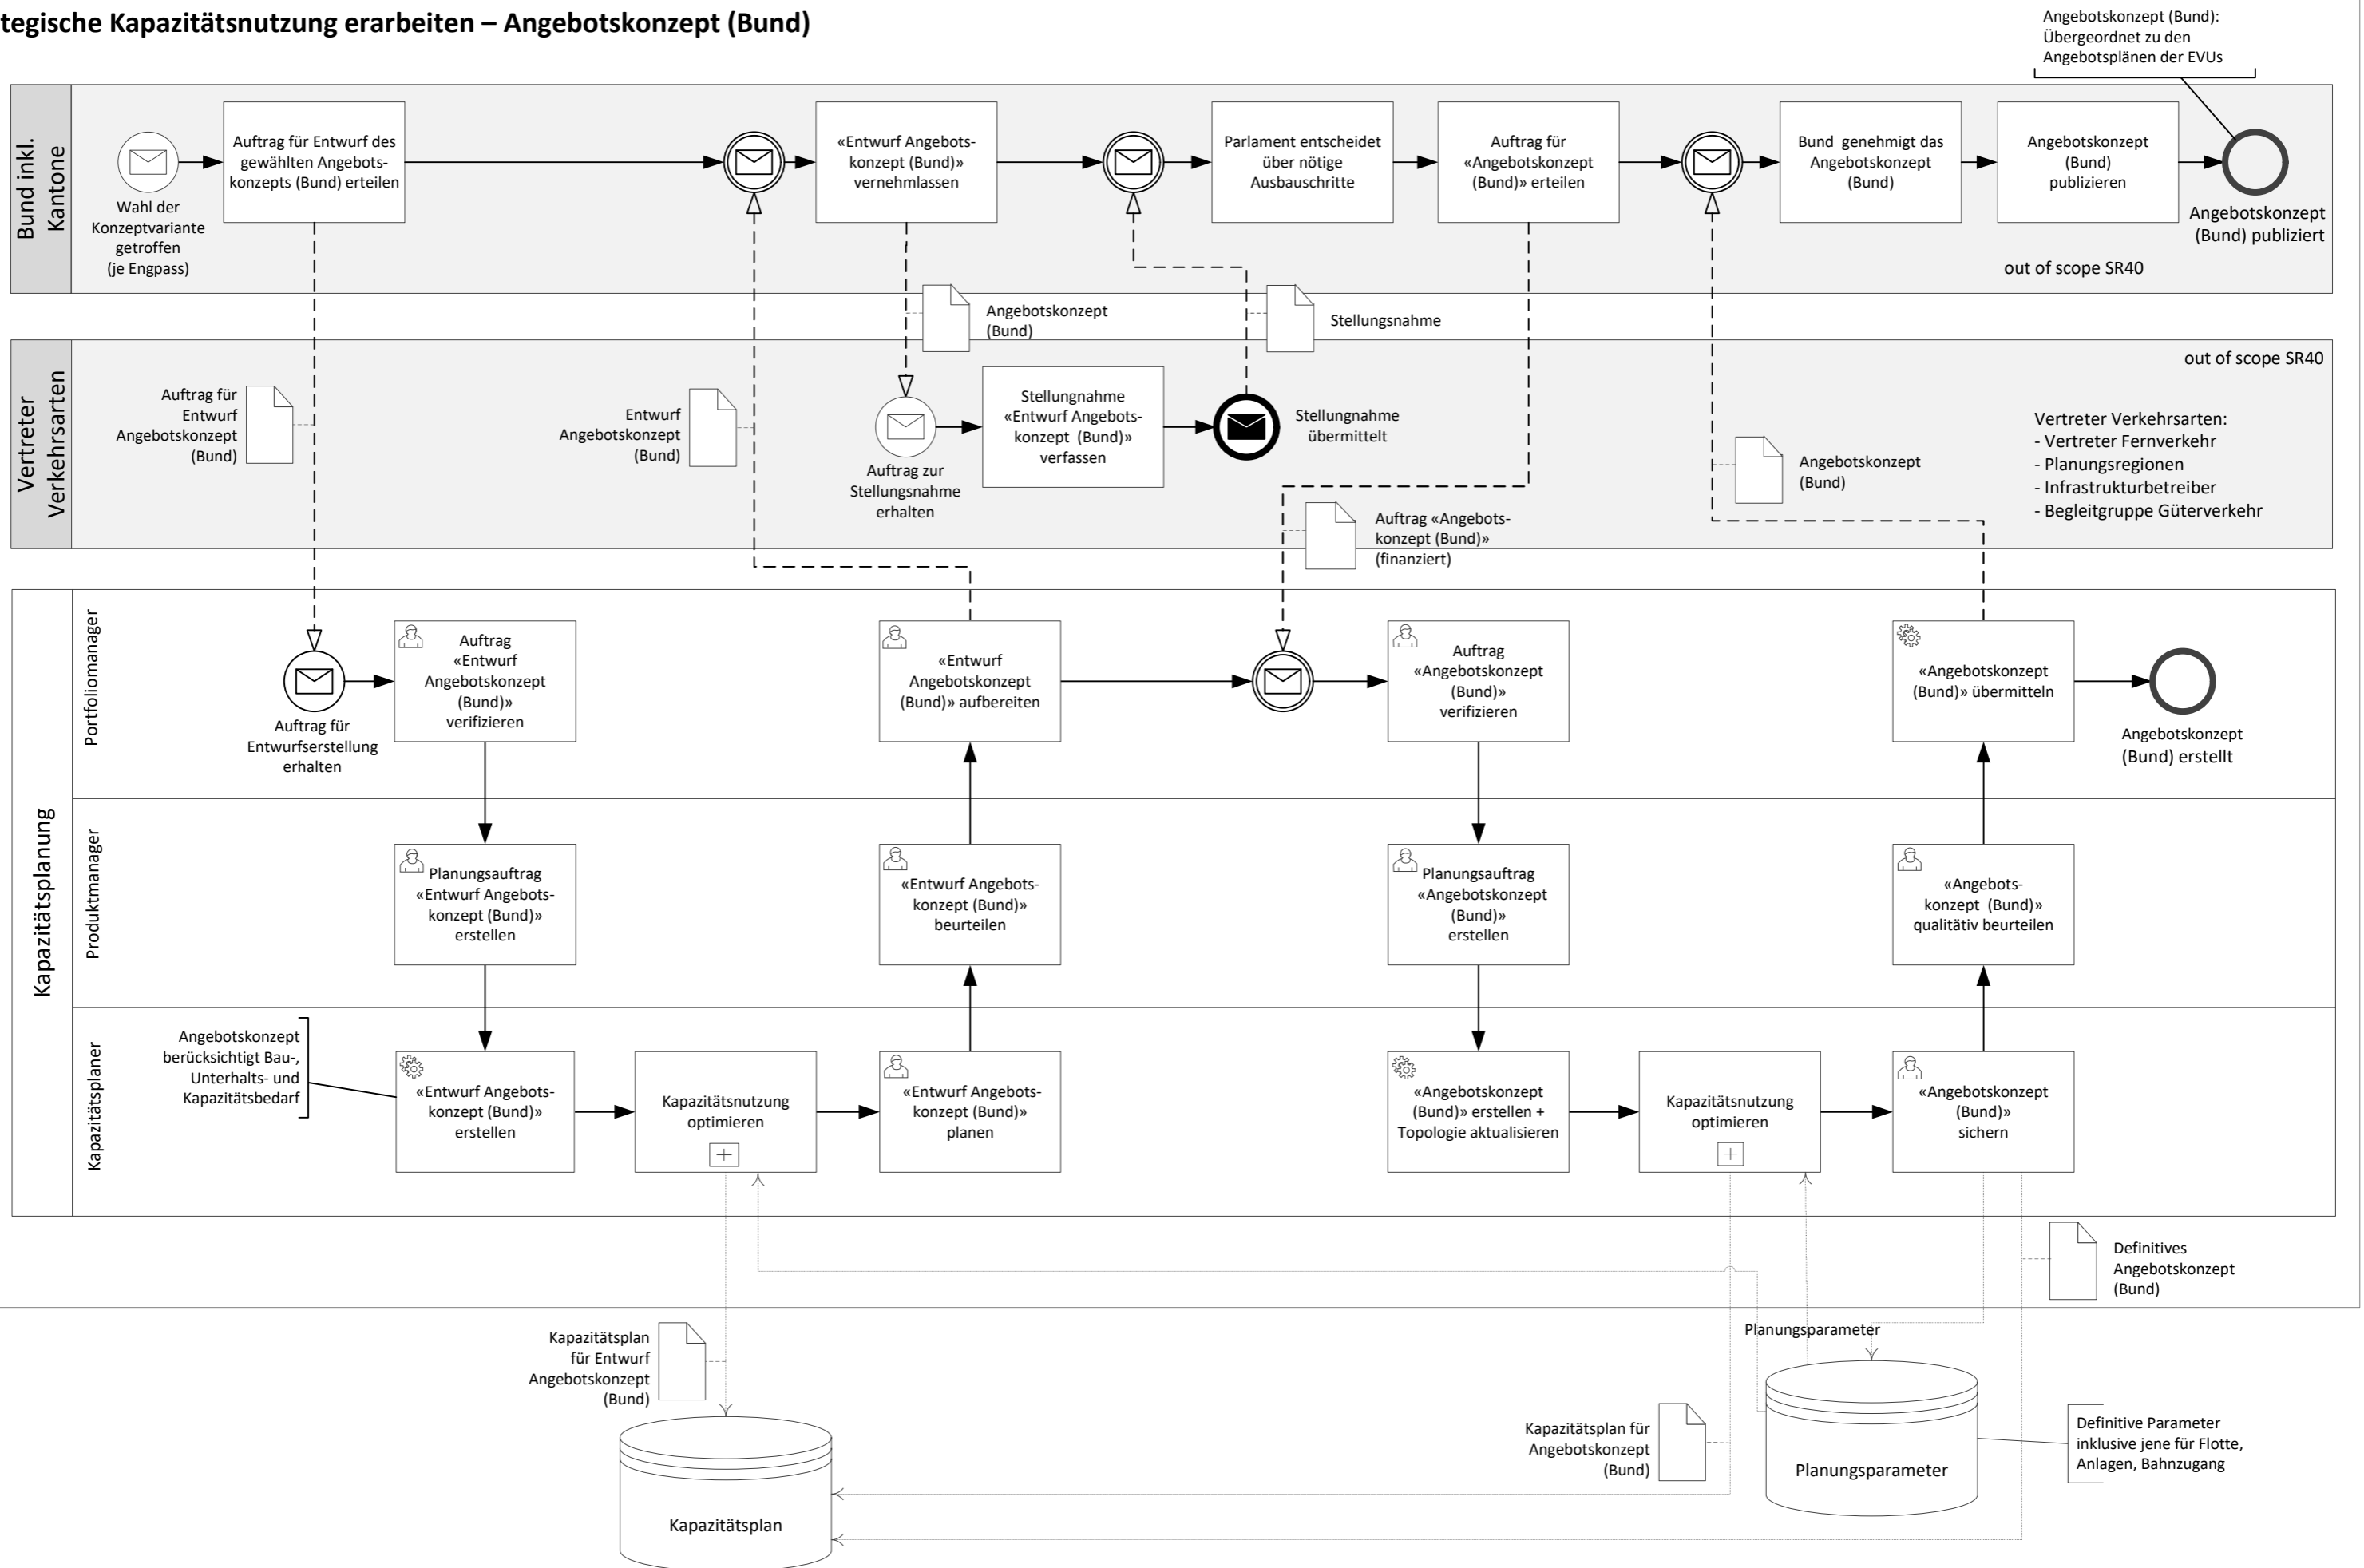 tegische Kapazitätsnutzung erarbeiten – Angebotskonzept (Bund)
Angebotskonzept (Bund):
Übergeordnet zu den
Angebotsplänen der EVUs
Bund inkl.
Kantone
Wahl der
Konzeptvariante
getroffen
(je Engpass)
Auftrag für Entwurf des
gewählten Angebots-
konzepts (Bund) erteilen
«Entwurf Angebots-
konzept (Bund)»
vernehmlassen
Parlament entscheidet
über nötige
Ausbauschritte
Auftrag für
«Angebotskonzept
(Bund)» erteilen
Bund genehmigt das
Angebotskonzept
(Bund)
Angebotskonzept
(Bund)
publizieren
Angebotskonzept
(Bund) publiziert
out of scope SR40
Angebotskonzept
(Bund)
Stellungsnahme
Vertreter
Verkehrsarten
out of scope SR40
Auftrag für
Entwurf
Angebotskonzept
(Bund)
Entwurf
Angebotskonzept
(Bund)
Auftrag zur
Stellungsnahme
erhalten
Stellungnahme
«Entwurf Angebots-
konzept (Bund)»
verfassen
Stellungnahme
übermittelt
Auftrag «Angebots-
konzept (Bund)»
(finanziert)
Angebotskonzept
(Bund)
Vertreter Verkehrsarten:
- Vertreter Fernverkehr
- Planungsregionen
- Infrastrukturbetreiber
- Begleitgruppe Güterverkehr
Kapazitätsplanung
Portfoliomanager
Auftrag für
Entwurfserstellung
erhalten
Auftrag
«Entwurf
Angebotskonzept
(Bund)»
verifizieren
«Entwurf
Angebotskonzept
(Bund)» aufbereiten
Auftrag
«Angebotskonzept
(Bund)»
verifizieren
«Angebotskonzept
(Bund)» übermitteln
Angebotskonzept
(Bund) erstellt
Produktmanager
Planungsauftrag
«Entwurf Angebots-
konzept (Bund)»
erstellen
«Entwurf Angebots-
konzept (Bund)»
beurteilen
Planungsauftrag
«Angebotskonzept
(Bund)»
erstellen
«Angebots-
konzept (Bund)»
qualitätiv beurteilen
Kapazitätsplaner
Angebotskonzept
berücksichtigt Bau-,
Unterhalts- und
Kapazitätsbedarf
«Entwurf Angebots-
konzept (Bund)»
erstellen
Kapazitätsnutzung
optimieren
«Entwurf Angebots-
konzept (Bund)»
planen
«Angebotskonzept
(Bund)» erstellen +
Topologie aktualisieren
Kapazitätsnutzung
optimieren
«Angebotskonzept
(Bund)»
sichern
Definitives
Angebotskonzept
(Bund)
Kapazitätsplan
für Entwurf
Angebotskonzept
(Bund)
Planungsparameter
Kapazitätsplan für
Angebotskonzept
(Bund)
Planungsparameter
Definitive Parameter
inklusive jene für Flotte,
Anlagen, Bahnzugang
Kapazitätsplan